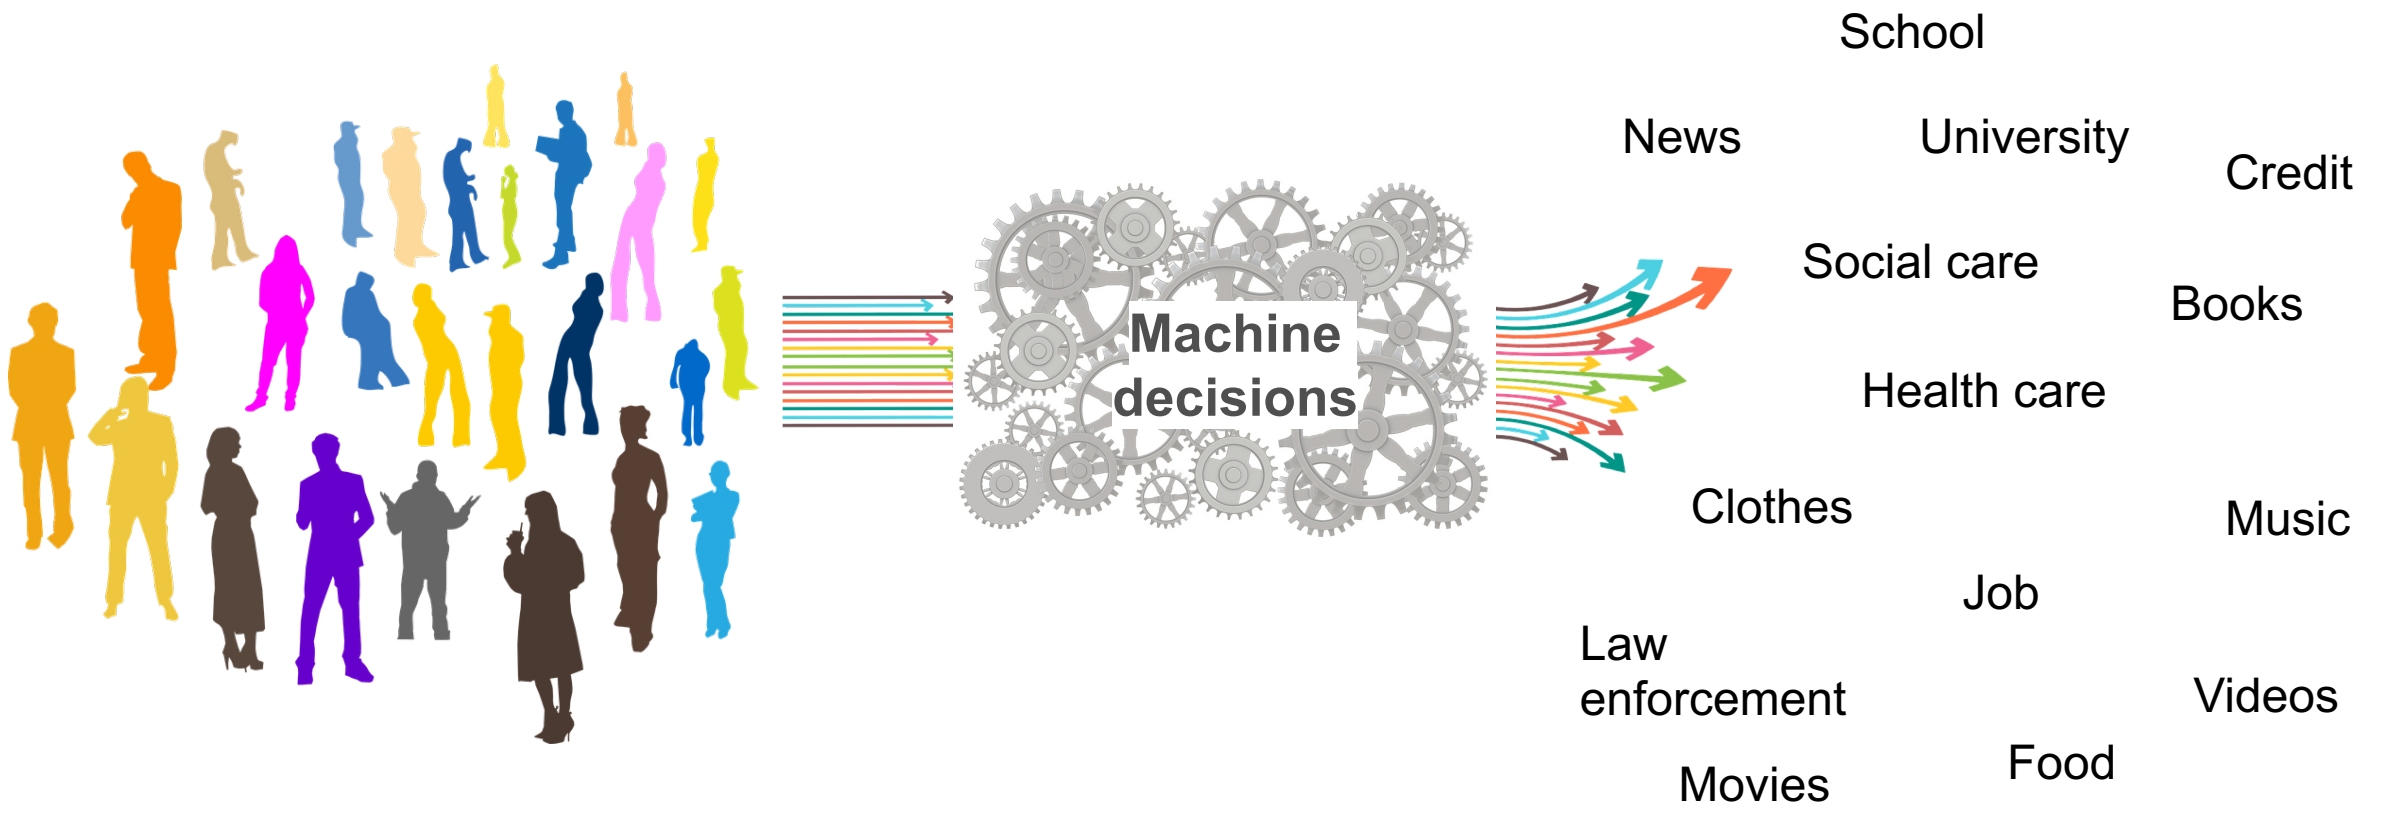 School
News
University
Credit
Social care
Books
Machine
decisions
Health care
Clothes
Music
Job
Law
enforcement
Videos
Food
Movies